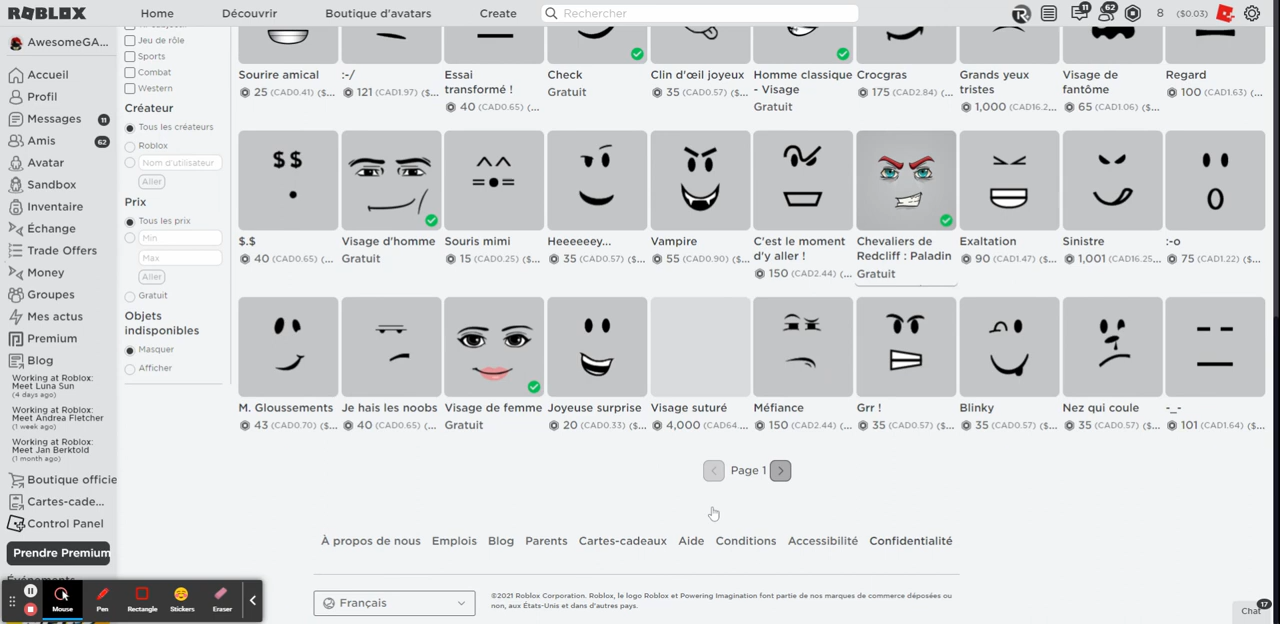 ROBLOX Home Découvrir Boutique d'avatars Create Rechercher 11 62 8 ($0.03)
AwesomeGA...
Accueil
Profil
Messages 11
Amis 62
Avatar
Sandbox
Inventaire
Échange
Trade Offers
Money
Groupes
Mes actus
Premium
Blog
Working at Roblox:
Meet Luna Sun
(4 days ago)
Working at Roblox:
Meet Andrea Fletcher
(1 week ago)
Working at Roblox:
Meet Jan Berktold
(1 month ago)
Boutique officie
Cartes-cade...
Control Panel
Prendre Premium
Jeu de rôle
Sports
Combat
Western
Créateur
Tous les créateurs
Roblox
Nom d'utilisateur
Aller
Prix
Tous les prix
Min
Max
Aller
Gratuit
Objets
indisponibles
Masquer
Afficher
Sourire amical
25 (CAD0.41) ($...
:-/
121 (CAD1.97) ($...
Essai
transformé !
40 (CAD0.65) (...
Check
Gratuit
Clin d'œil joyeux
35 (CAD0.57) ($...
Homme classique
- Visage
Gratuit
Crocgras
175 (CAD2.84) (...
Grands yeux
tristes
1,000 (CAD16.2...
Visage de
fantôme
65 (CAD1.06) ($...
Regard
100 (CAD1.63) (...
$.$
40 (CAD0.65) (...
Visage d'homme
Gratuit
Souris mimi
15 (CAD0.25) ($...
Heeeeeey...
35 (CAD0.57) ($...
Vampire
55 (CAD0.90) ($...
C'est le moment
d'y aller !
150 (CAD2.44) (...
Chevaliers de
Redcliff : Paladin
Gratuit
Exaltation
90 (CAD1.47) ($...
Sinistre
1,001 (CAD16.25...
:-o
75 (CAD1.22) ($...
M. Gloussements
43 (CAD0.70) ($...
Je hais les noobs
40 (CAD0.65) (...
Visage de femme
Gratuit
Joyeuse surprise
20 (CAD0.33) ($...
Visage suturé
4,000 (CAD64...
Méfiance
150 (CAD2.44) (...
Grr !
35 (CAD0.57) ($...
Blinky
35 (CAD0.57) ($...
Nez qui coule
35 (CAD0.57) ($...
-_-
101 (CAD1.64) ($...
Page 1
À propos de nous Emplois Blog Parents Cartes-cadeaux Aide Conditions Accessibilité Confidentialité
Français
©2021 Roblox Corporation. Roblox, le logo Roblox et Powering Imagination font partie de nos marques de commerce déposées ou
non, aux États-Unis et dans d'autres pays.
Mouse Pen Rectangle Stickers Eraser
Chat 17